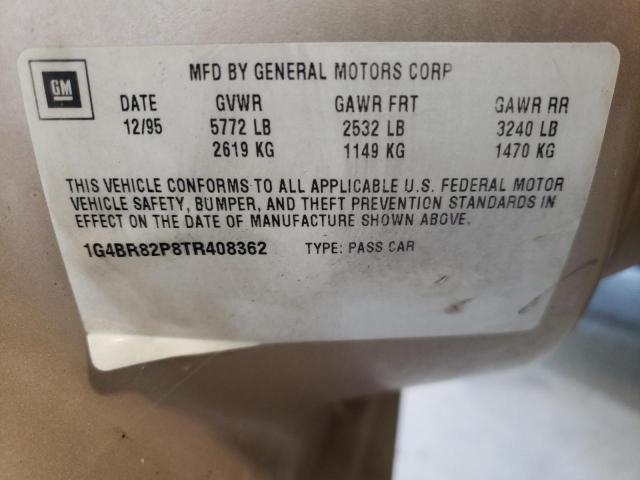 GM
MFD BY GENERAL MOTORS CORP
DATE GVWR GAWR FRT GAWR RR
12/95 5772 LB 2532 LB 3240 LB
2619 KG 1149 KG 1470 KG
THIS VEHICLE CONFORMS TO ALL APPLICABLE U.S. FEDERAL MOTOR
VEHICLE SAFETY, BUMPER, AND THEFT PREVENTION STANDARDS IN
EFFECT ON THE DATE OF MANUFACTURE SHOWN ABOVE.
1G4BR82P8TR408362 TYPE: PASS CAR